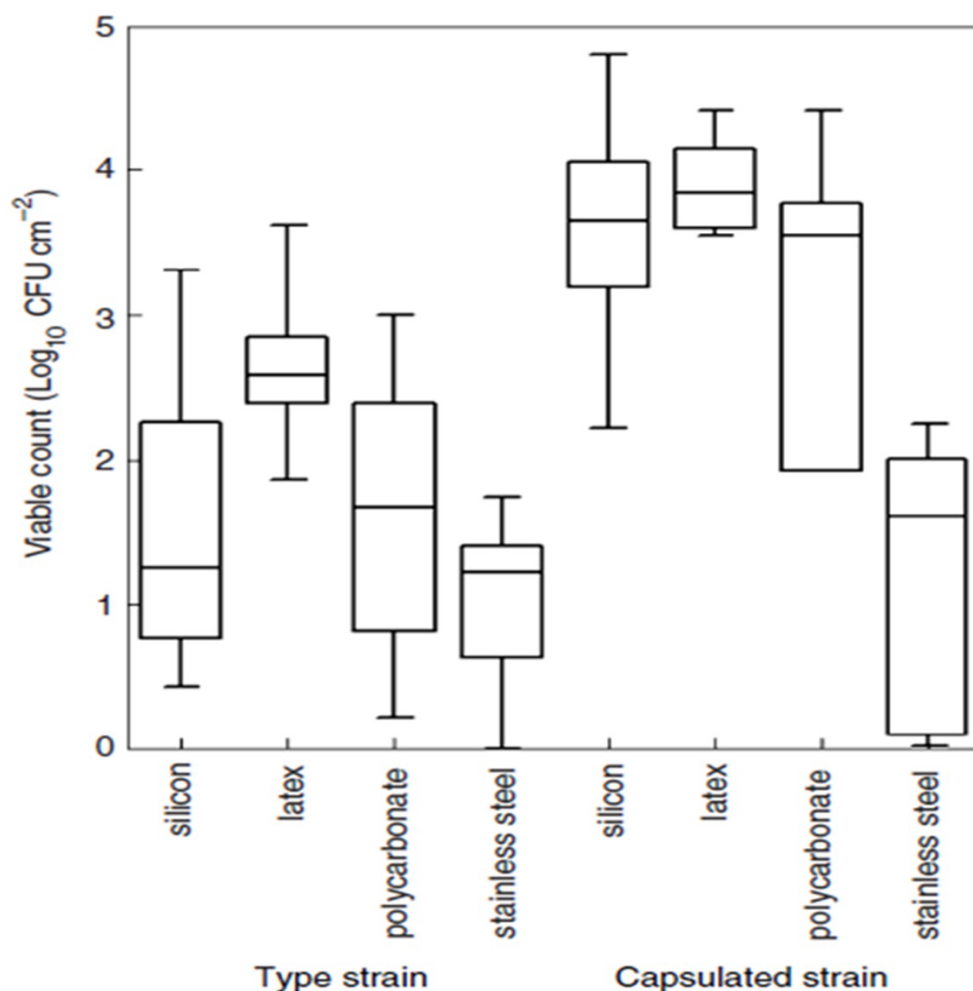 Viable count (Log₁₀ CFU cm⁻²)
5
4
3
2
1
0
silicon
latex
polycarbonate
stainless steel
silicon
latex
polycarbonate
stainless steel
Type strain
Capsulated strain